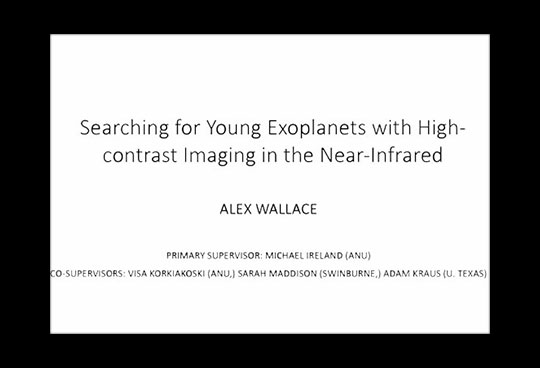 Searching for Young Exoplanets with High-
contrast Imaging in the Near-Infrared
ALEX WALLACE
PRIMARY SUPERVISOR: MICHAEL IRELAND (ANU)
CO-SUPERVISORS: VISA KORKIAKOSKI (ANU,) SARAH MADDISON (SWINBURNE,) ADAM KRAUS (U. TEXAS)